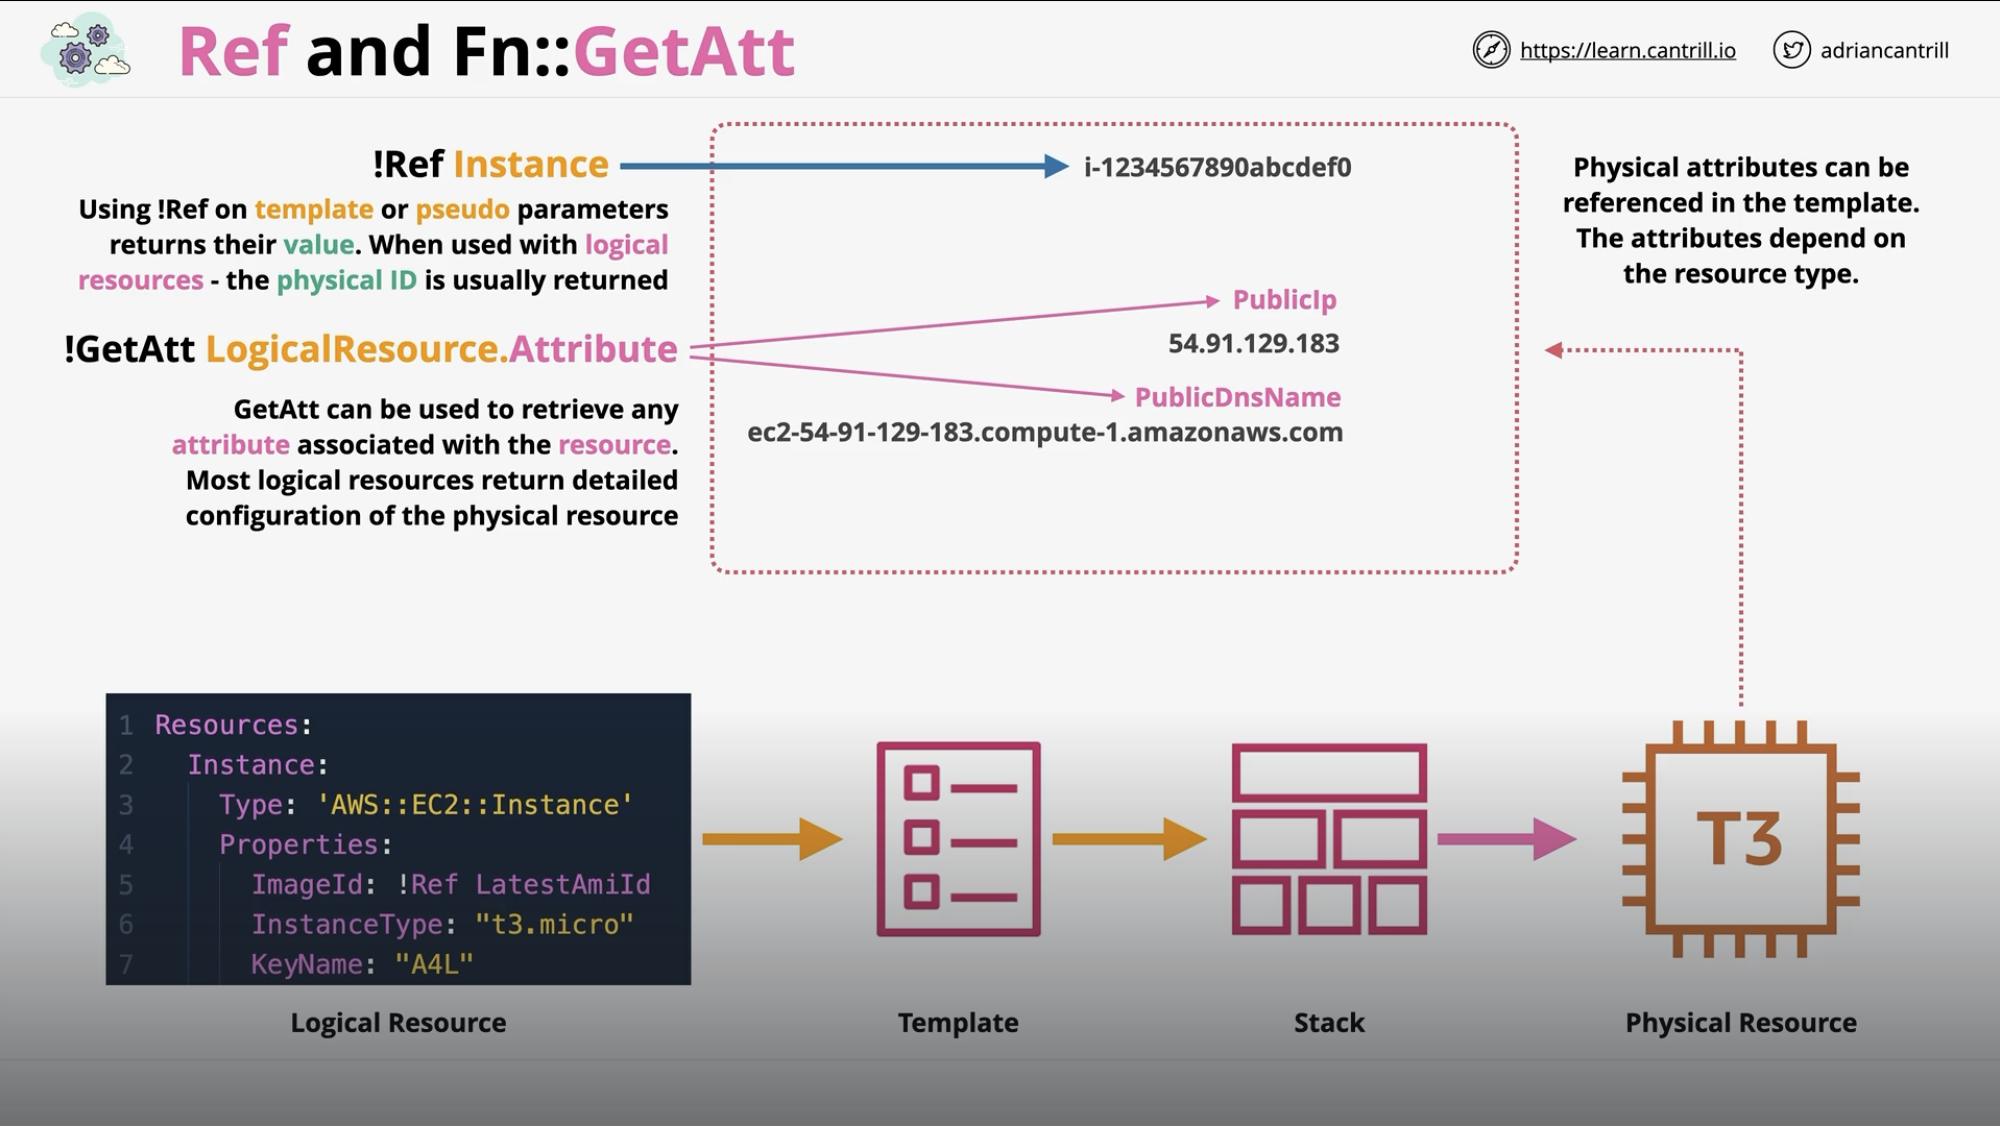 Ref and Fn::GetAtt
https://learn.cantrill.io
adriancantrill
!Ref Instance
i-1234567890abcdef0
Using !Ref on template or pseudo parameters
returns their value. When used with logical
resources - the physical ID is usually returned
Physical attributes can be
referenced in the template.
The attributes depend on
the resource type.
!GetAtt LogicalResource.Attribute
PublicIp
54.91.129.183
PublicDnsName
ec2-54-91-129-183.compute-1.amazonaws.com
GetAtt can be used to retrieve any
attribute associated with the resource.
Most logical resources return detailed
configuration of the physical resource
1 Resources:
2 Instance:
3 Type: 'AWS::EC2::Instance'
4 Properties:
5 ImageId: !Ref LatestAmiId
6 InstanceType: "t3.micro"
7 KeyName: "A4L"
T3
Logical Resource
Template
Stack
Physical Resource